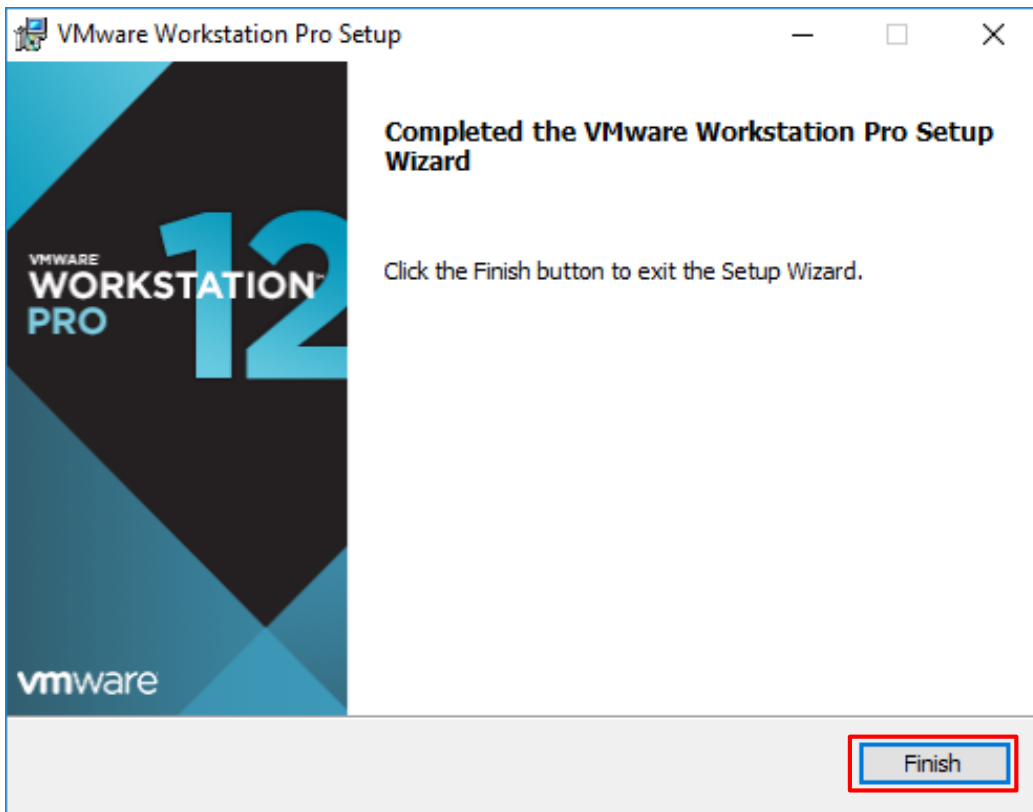 VMware Workstation Pro Setup
Completed the VMware Workstation Pro Setup
Wizard
VMWARE
WORKSTATION
PRO
12
Click the Finish button to exit the Setup Wizard.
vmware
Finish